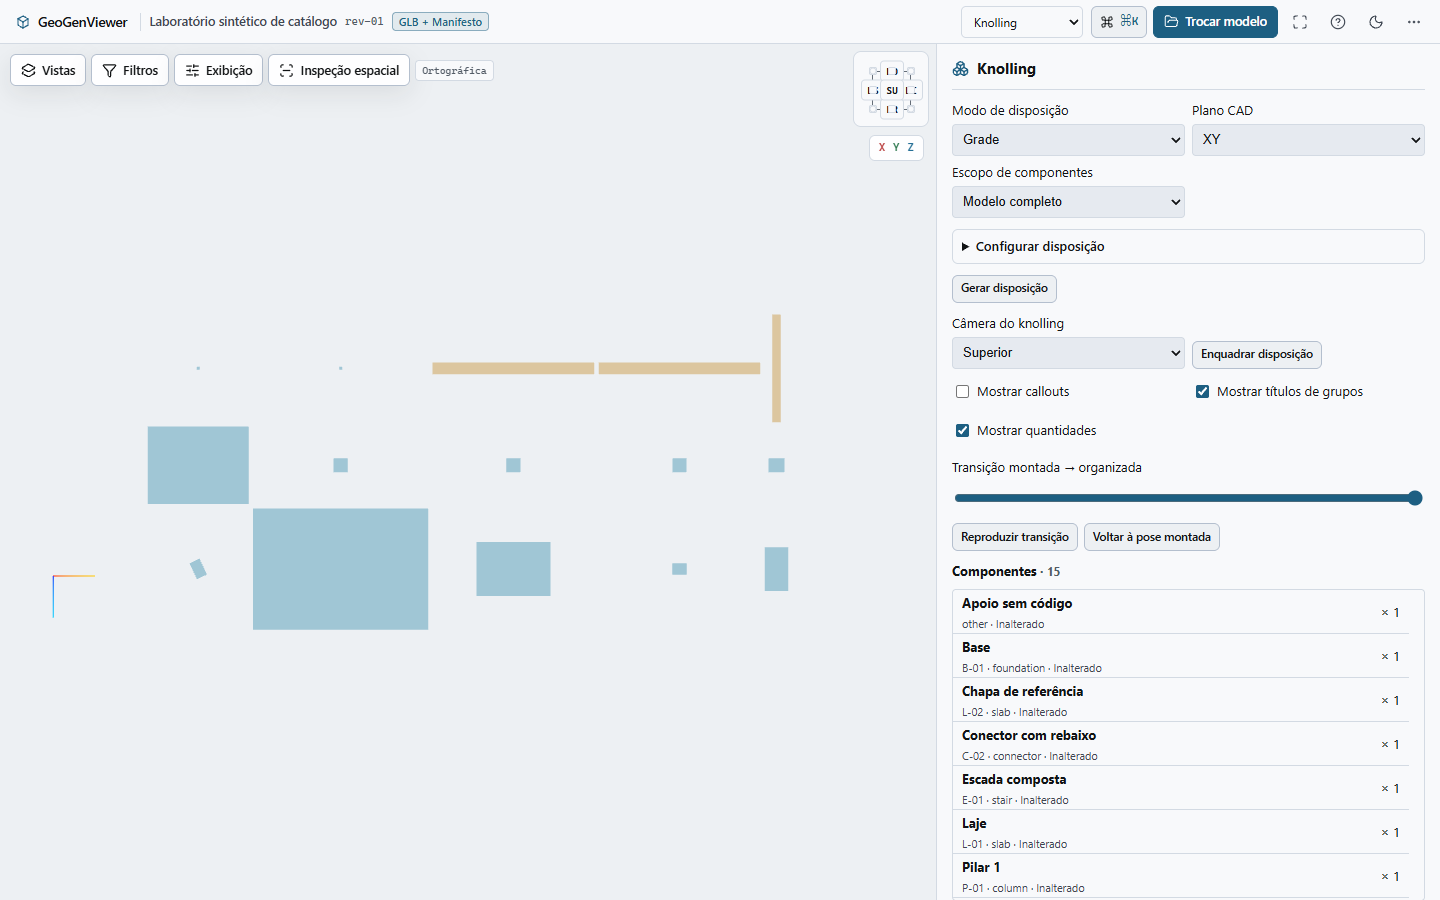 GeoGenViewer
Laboratório sintético de catálogo rev-01 GLB + Manifesto
Knolling
⌘ ⌘K
Trocar modelo
Vistas
Filtros
Exibição
Inspeção espacial
Ortográfica
SU
X Y Z
Knolling
Modo de disposição
Plano CAD
Grade
XY
Escopo de componentes
Modelo completo
Configurar disposição
Gerar disposição
Câmera do knolling
Superior
Enquadrar disposição
Mostrar callouts
Mostrar títulos de grupos
Mostrar quantidades
Transição montada → organizada
Reproduzir transição
Voltar à pose montada
Componentes · 15
Apoio sem código
other · Inalterado
× 1
Base
B-01 · foundation · Inalterado
× 1
Chapa de referência
L-02 · slab · Inalterado
× 1
Conector com rebaixo
C-02 · connector · Inalterado
× 1
Escada composta
E-01 · stair · Inalterado
× 1
Laje
L-01 · slab · Inalterado
× 1
Pilar 1
P-01 · column · Inalterado
× 1